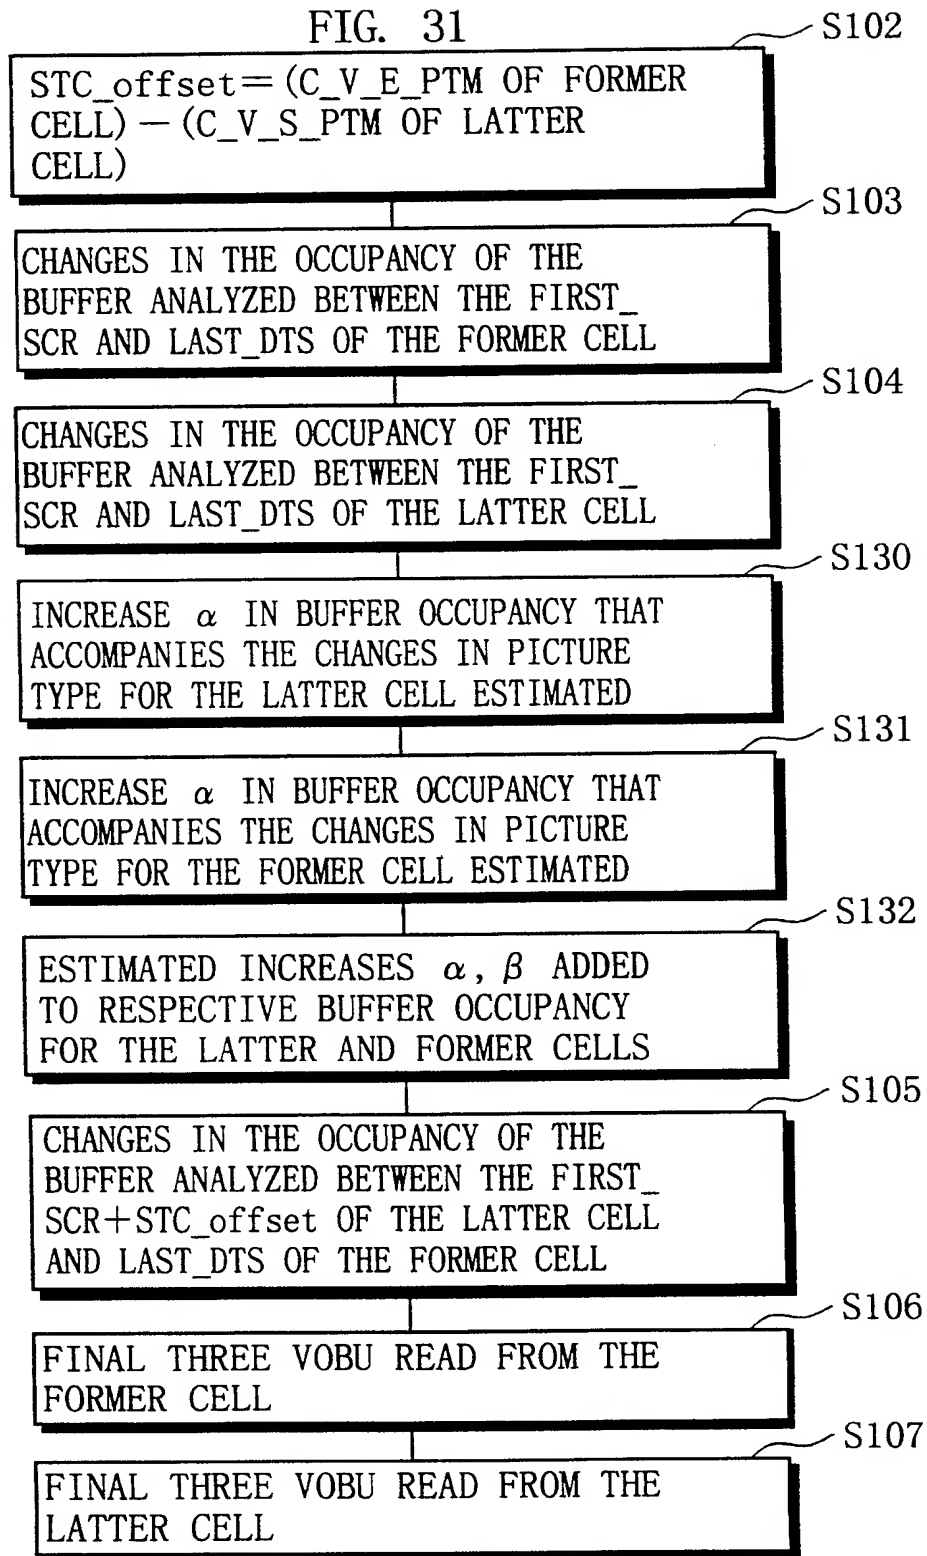 FIG. 31
S102
STC_offset=(C_V_E_PTM OF FORMER
CELL)-(C_V_S_PTM OF LATTER
CELL)
S103
CHANGES IN THE OCCUPANCY OF THE
BUFFER ANALYZED BETWEEN THE FIRST_
SCR AND LAST_DTS OF THE FORMER CELL
S104
CHANGES IN THE OCCUPANCY OF THE
BUFFER ANALYZED BETWEEN THE FIRST_
SCR AND LAST_DTS OF THE LATTER CELL
S130
INCREASE α IN BUFFER OCCUPANCY THAT
ACCOMPANIES THE CHANGES IN PICTURE
TYPE FOR THE LATTER CELL ESTIMATED
S131
INCREASE α IN BUFFER OCCUPANCY THAT
ACCOMPANIES THE CHANGES IN PICTURE
TYPE FOR THE FORMER CELL ESTIMATED
S132
ESTIMATED INCREASES α, β ADDED
TO RESPECTIVE BUFFER OCCUPANCY
FOR THE LATTER AND FORMER CELLS
S105
CHANGES IN THE OCCUPANCY OF THE
BUFFER ANALYZED BETWEEN THE FIRST_
SCR+STC_offset OF THE LATTER CELL
AND LAST_DTS OF THE FORMER CELL
S106
FINAL THREE VOBU READ FROM THE
FORMER CELL
S107
FINAL THREE VOBU READ FROM THE
LATTER CELL